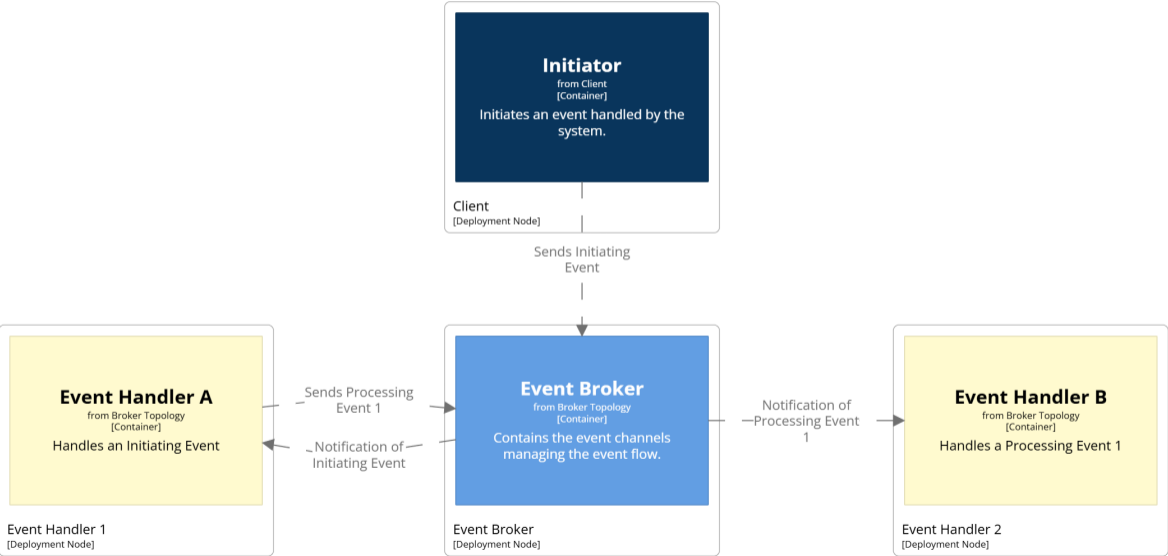 Initiator
from Client
[Container]
Initiates an event handled by the
system.
Client
[Deployment Node]
Sends Initiating
Event
Event Handler A
from Broker Topology
[Container]
Handles an Initiating Event
Event Handler 1
[Deployment Node]
Sends Processing
Event 1
Notification of
Initiating Event
Event Broker
from Broker Topology
[Container]
Contains the event channels
managing the event flow.
Event Broker
[Deployment Node]
Notification of
Processing Event
1
Event Handler B
from Broker Topology
[Container]
Handles a Processing Event 1
Event Handler 2
[Deployment Node]